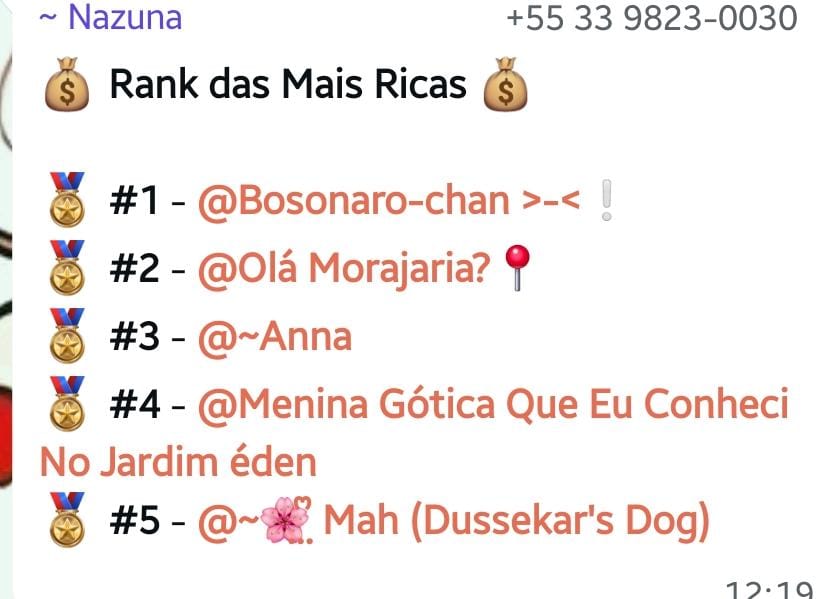 ~ Nazuna +55 33 9823-0030
💰 Rank das Mais Ricas 💰
🏅 #1 - @Bosonaro-chan >-<❕
🏅 #2 - @Olá Morajaria?📍
🏅 #3 - @~Anna
🏅 #4 - @Menina Gótica Que Eu Conheci
No Jardim éden
🏅 #5 - @~🌸 Mah (Dussekar's Dog)
12:19